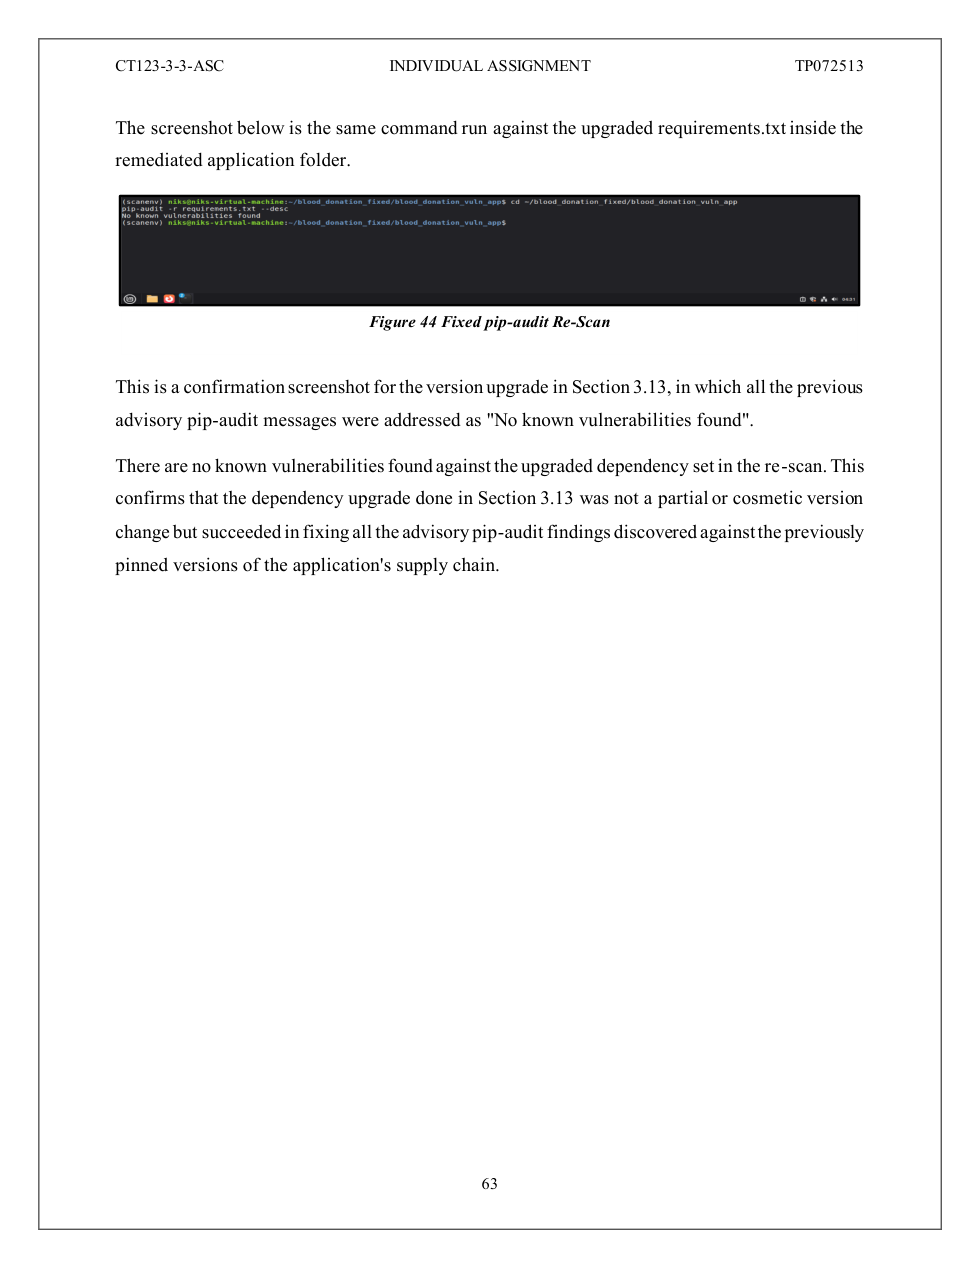 CT123-3-3-ASC INDIVIDUAL ASSIGNMENT TP072513
The screenshot below is the same command run against the upgraded requirements.txt inside the
remediated application folder.
(scanenv) niks@niks-virtual-machine:~/blood_donation_fixed/blood_donation_vuln_app$ cd ~/blood_donation_fixed/blood_donation_vuln_app
pip-audit -r requirements.txt --desc
No known vulnerabilities found
(scanenv) niks@niks-virtual-machine:~/blood_donation_fixed/blood_donation_vuln_app$
Figure 44 Fixed pip-audit Re-Scan
This is a confirmation screenshot for the version upgrade in Section 3.13, in which all the previous
advisory pip-audit messages were addressed as "No known vulnerabilities found".
There are no known vulnerabilities found against the upgraded dependency set in the re-scan. This
confirms that the dependency upgrade done in Section 3.13 was not a partial or cosmetic version
change but succeeded in fixing all the advisory pip-audit findings discovered against the previously
pinned versions of the application's supply chain.
63